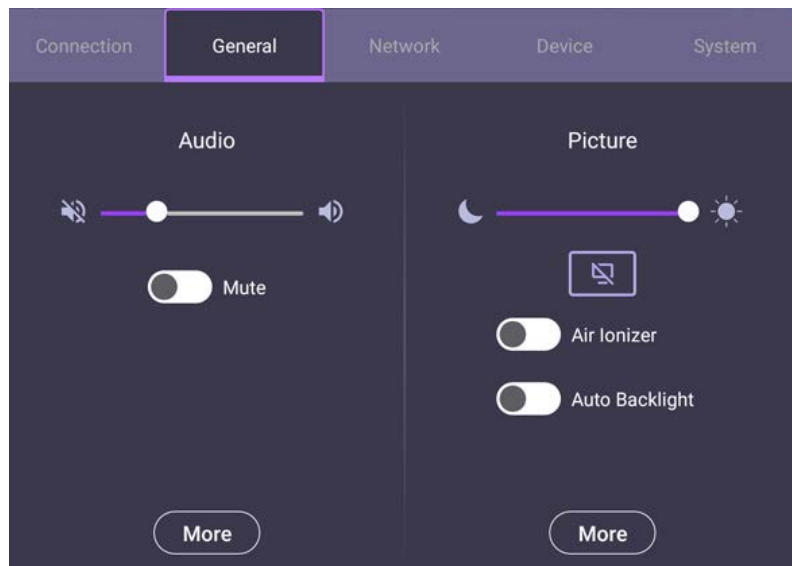 Connection General Network Device System
Audio
Mute
More
Picture
Air Ionizer
Auto Backlight
More